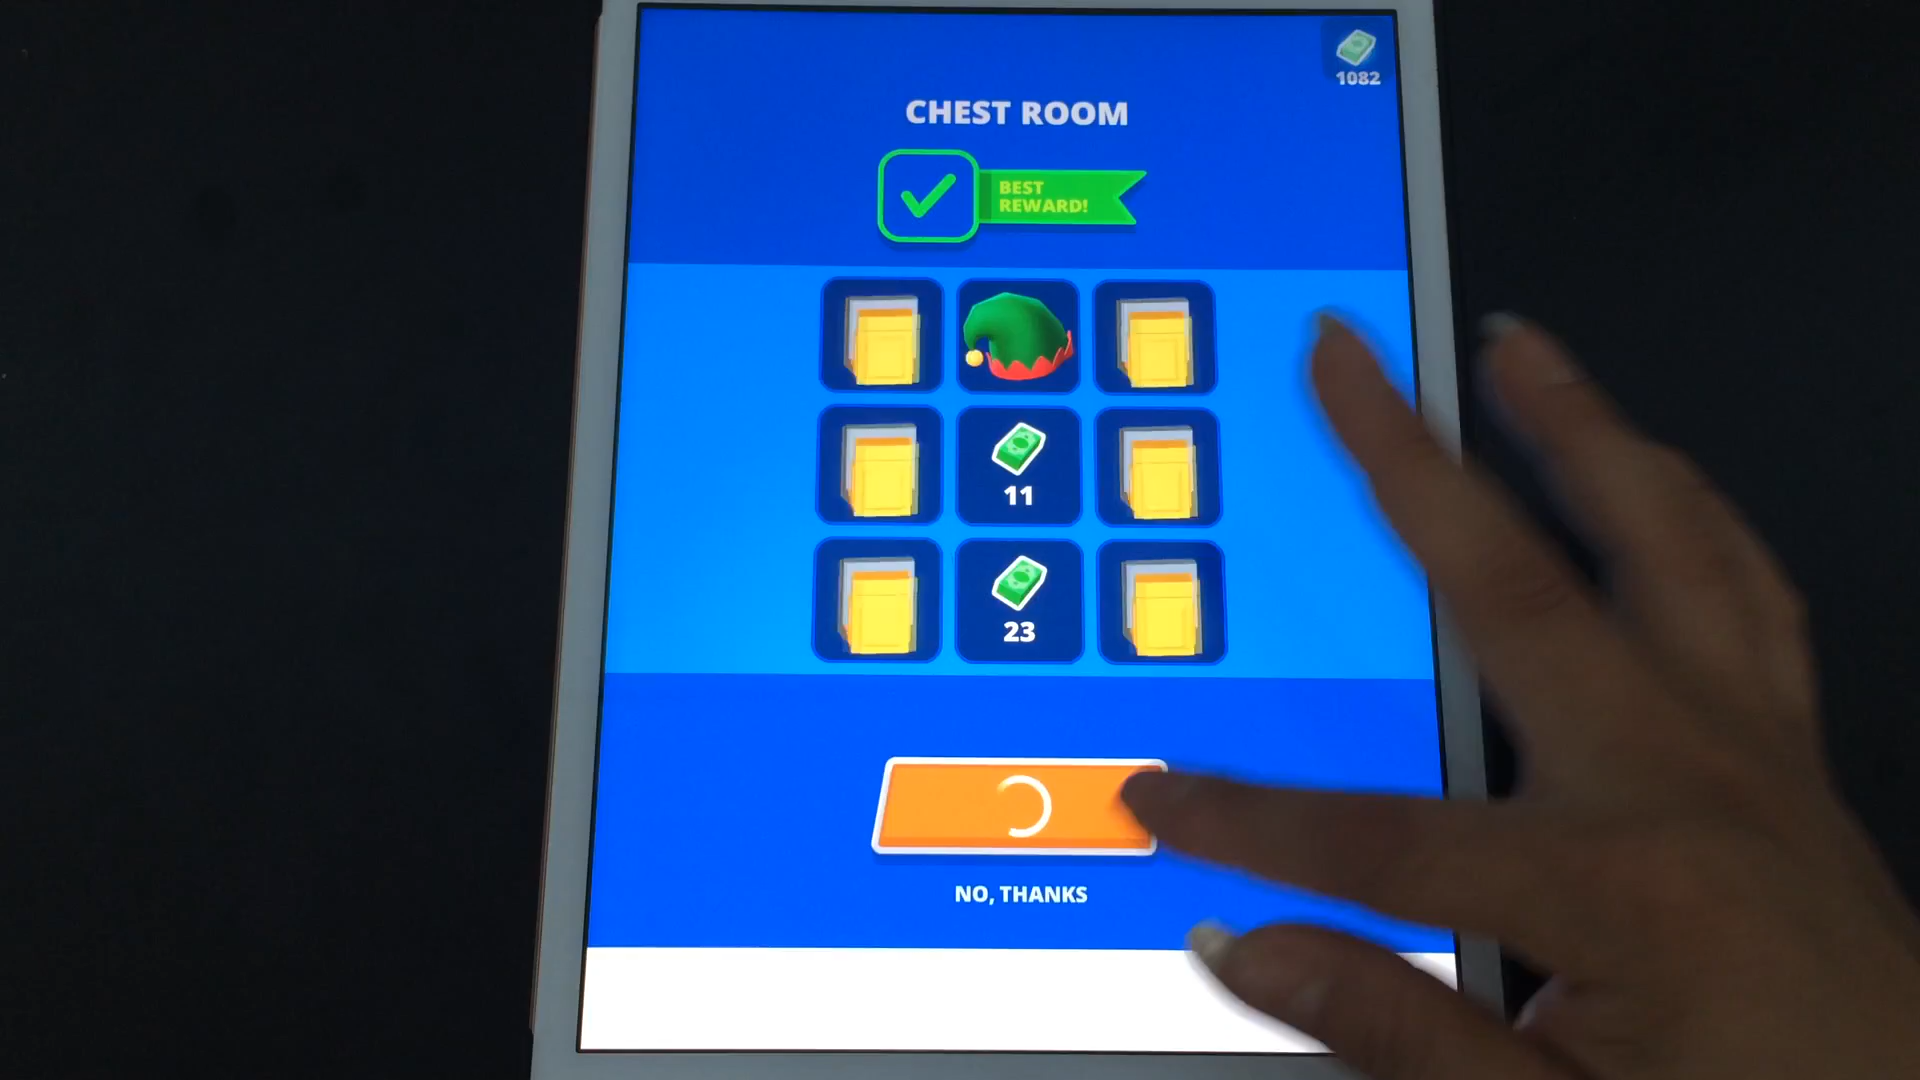 1082
CHEST ROOM
BEST
REWARD!
11
23
NO, THANKS